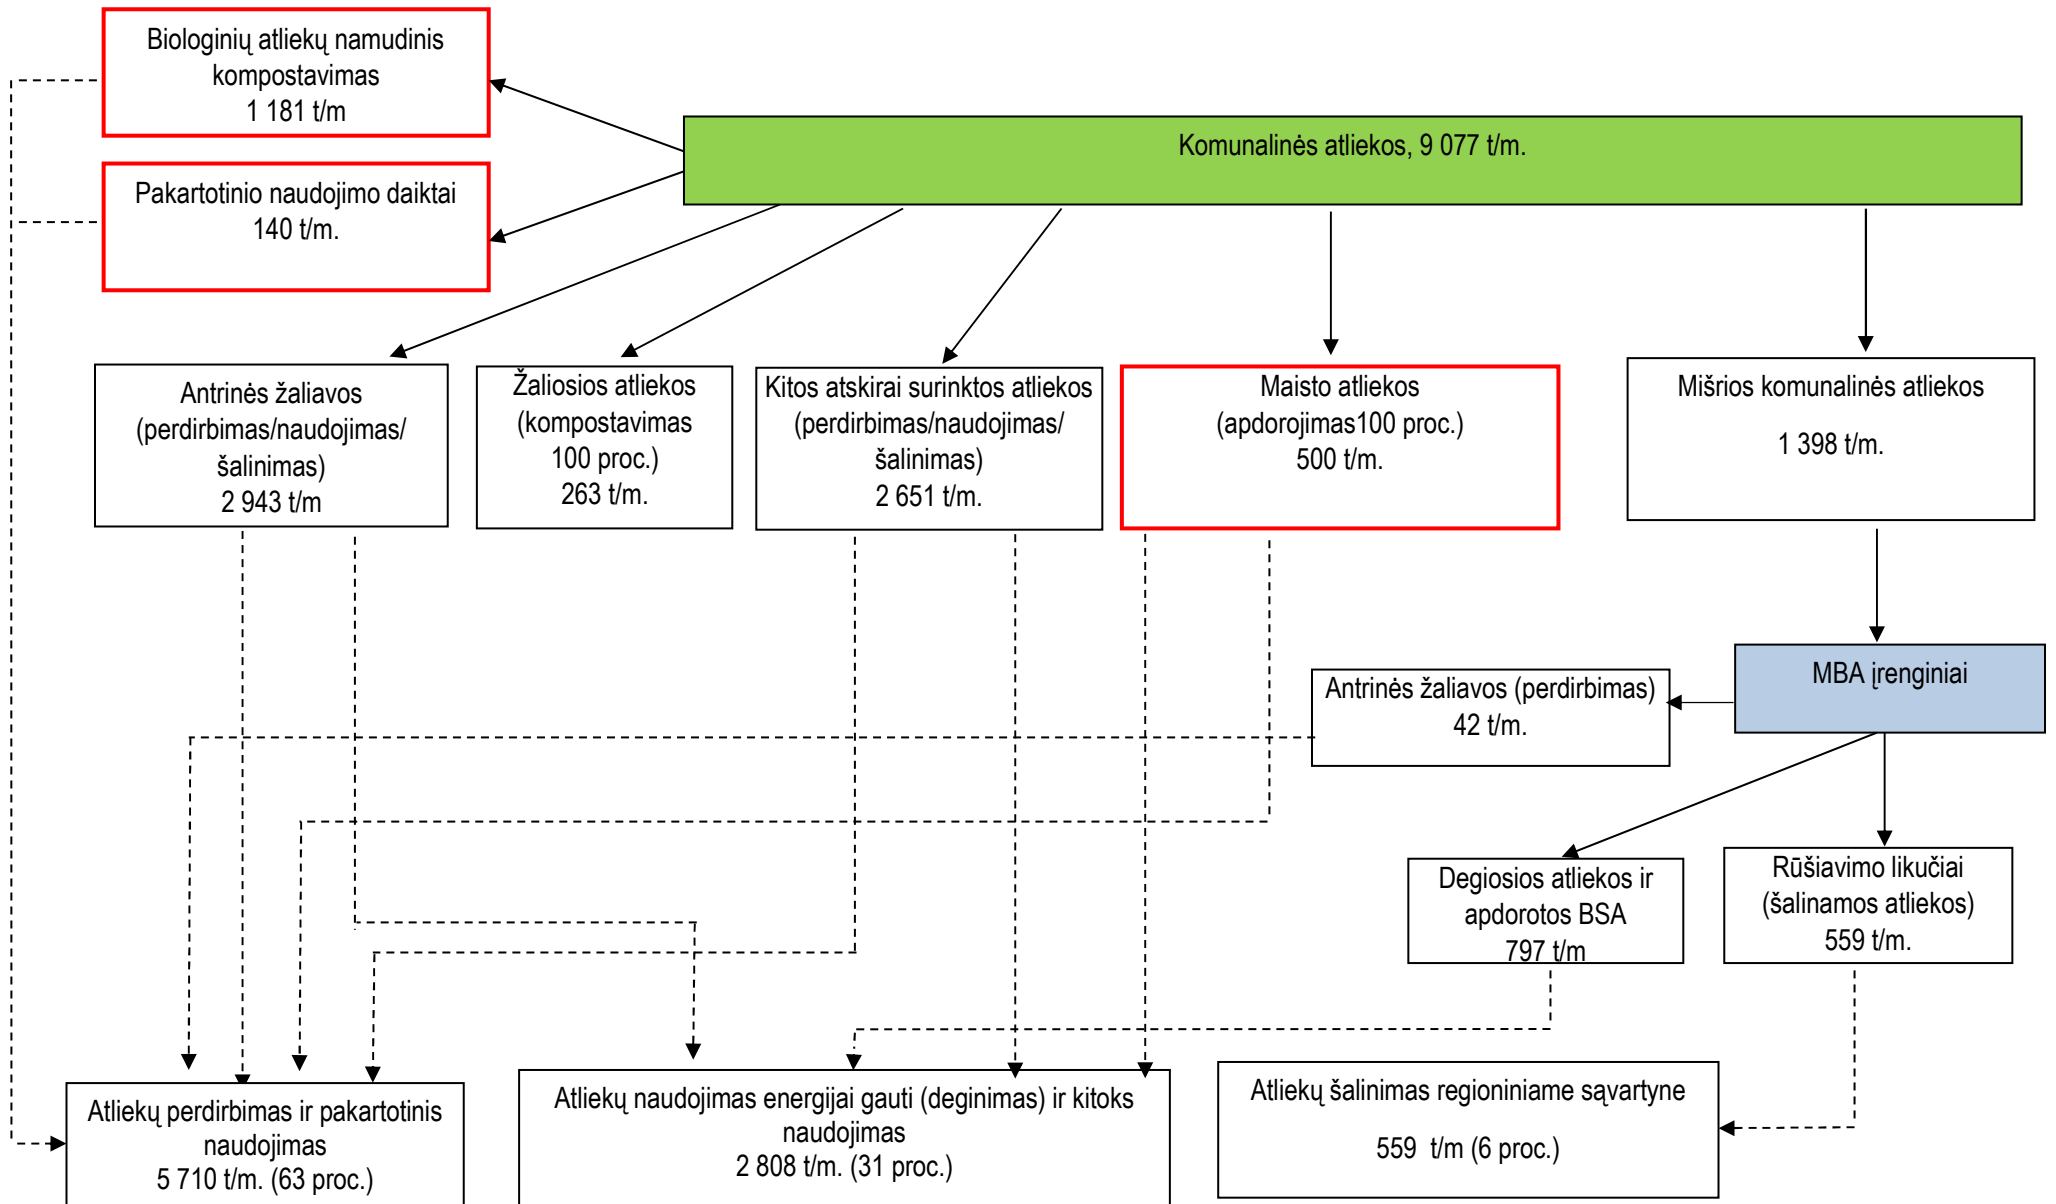 Biologinių atliekų namudinis
kompostavimas
1 181 t/m
Komunalinės atliekos, 9 077 t/m.
Pakartotinio naudojimo daiktai
140 t/m.
Antrinės žaliavos
(perdirbimas/naudojimas/
šalinimas)
2 943 t/m
Žaliosios atliekos
(kompostavimas
100 proc.)
263 t/m.
Kitos atskirai surinktos atliekos
(perdirbimas/naudojimas/
šalinimas)
2 651 t/m.
Maisto atliekos
(apdorojimas100 proc.)
500 t/m.
Mišrios komunalinės atliekos
1 398 t/m.
MBA įrenginiai
Antrinės žaliavos (perdirbimas)
42 t/m.
Degiosios atliekos ir
apdorotos BSA
797 t/m
Rūšiavimo likučiai
(šalinamos atliekos)
559 t/m.
Atliekų perdirbimas ir pakartotinis
naudojimas
5 710 t/m. (63 proc.)
Atliekų naudojimas energijai gauti (deginimas) ir kitoks
naudojimas
2 808 t/m. (31 proc.)
Atliekų šalinimas regioniniame sąvartyne
559 t/m (6 proc.)